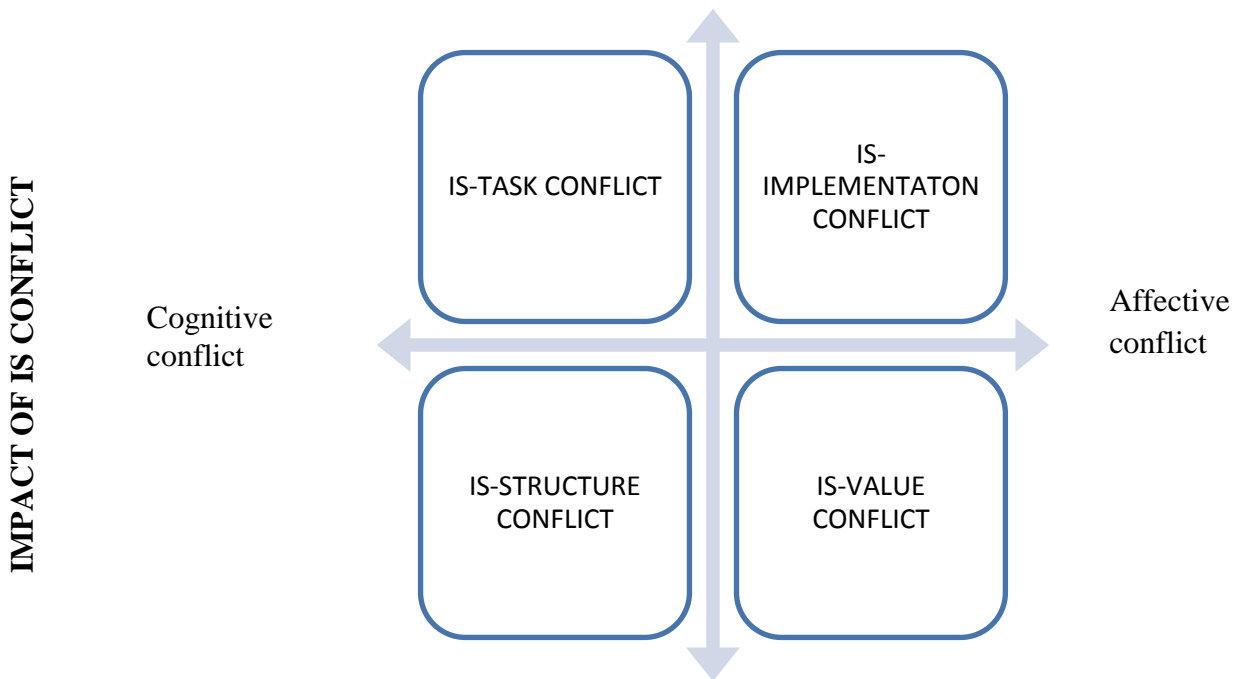 IMPACT OF IS CONFLICT
Cognitive
conflict
IS-TASK CONFLICT
IS-
IMPLEMENTATON
CONFLICT
Affective
conflict
IS-STRUCTURE
CONFLICT
IS-VALUE
CONFLICT